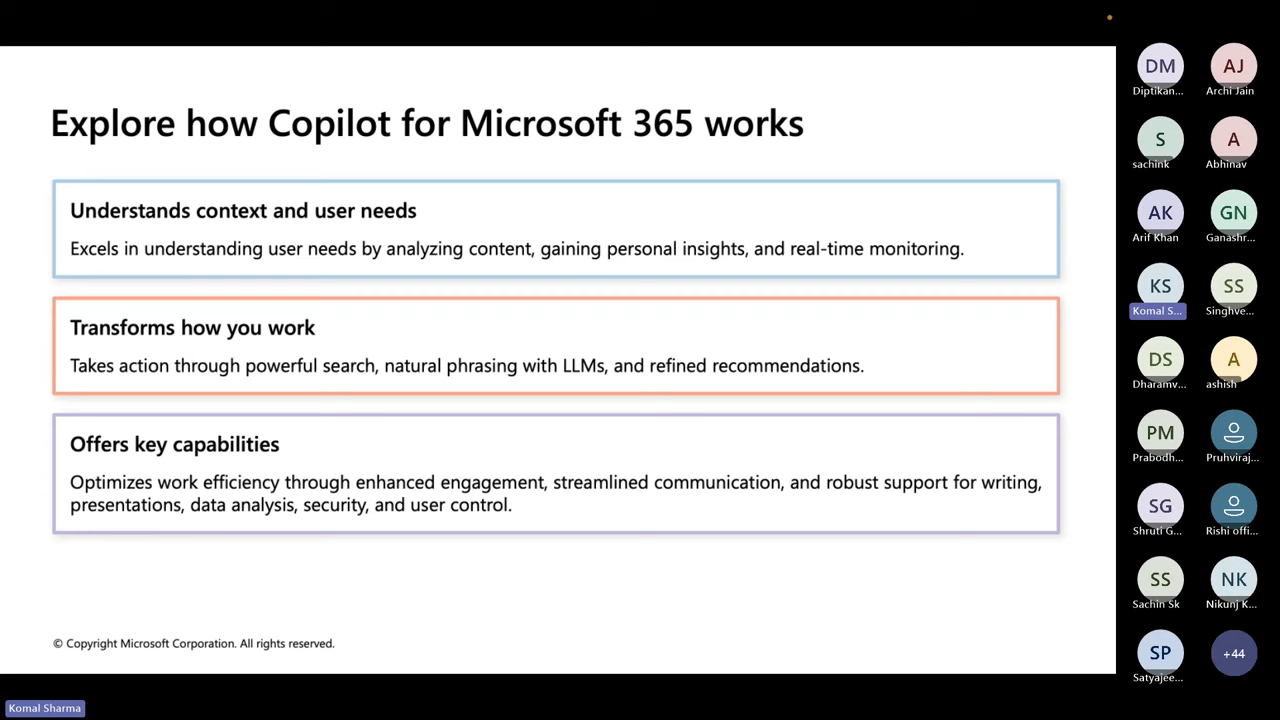 Explore how Copilot for Microsoft 365 works
Understands context and user needs
Excels in understanding user needs by analyzing content, gaining personal insights, and real-time monitoring.
Transforms how you work
Takes action through powerful search, natural phrasing with LLMs, and refined recommendations.
Offers key capabilities
Optimizes work efficiency through enhanced engagement, streamlined communication, and robust support for writing,
presentations, data analysis, security, and user control.
© Copyright Microsoft Corporation. All rights reserved.
Komal Sharma
DM
Diptikan...
AJ
Archi Jain
S
sachink
A
Abhinav
AK
Arif Khan
GN
Ganashr...
KS
Komal S...
SS
Singhve...
DS
Dharamv...
A
ashish
PM
Prabodh...
Pruhviraj...
SG
Shruti G...
Rishi offi...
SS
Sachin Sk
NK
Nikunj K...
SP
Satyajee...
+44